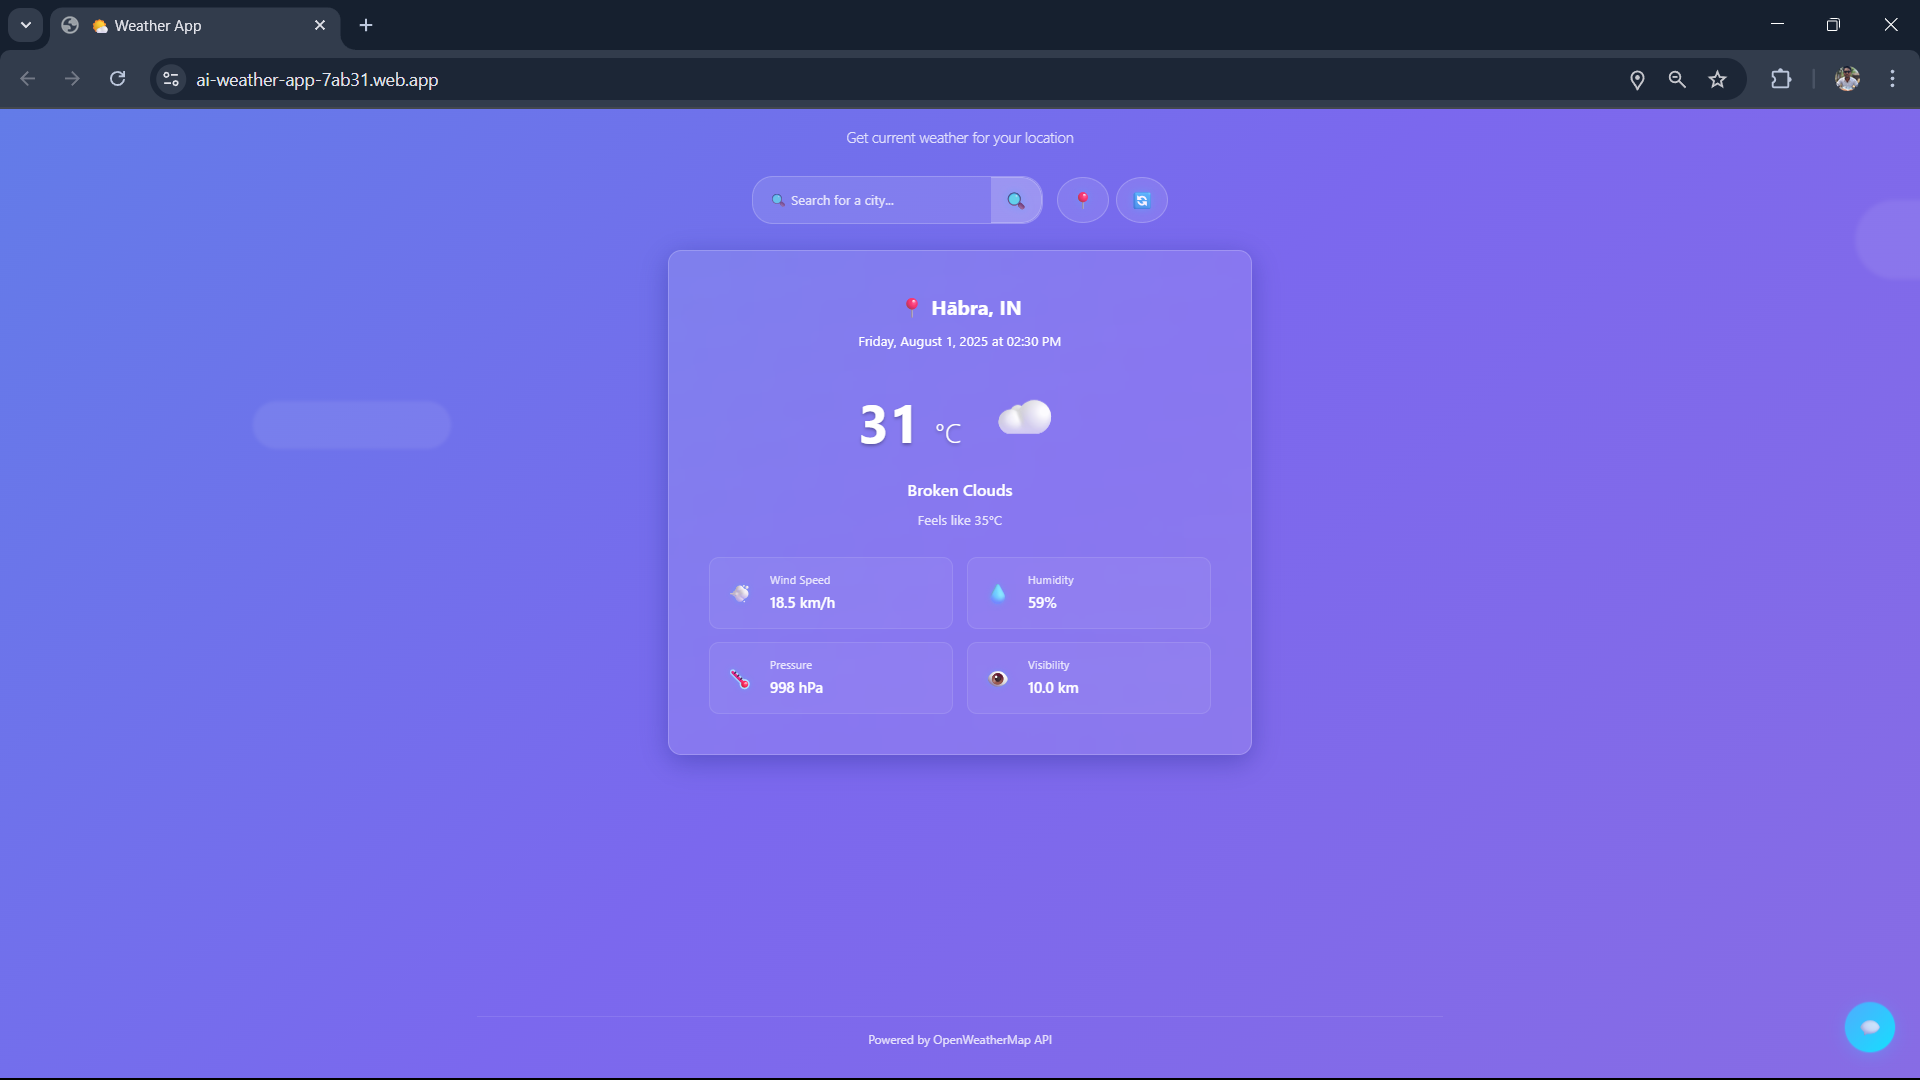 Weather App
ai-weather-app-7ab31.web.app
Get current weather for your location
Search for a city...
Hābra, IN
Friday, August 1, 2025 at 02:30 PM
31 °C
Broken Clouds
Feels like 35°C
Wind Speed
18.5 km/h
Humidity
59%
Pressure
998 hPa
Visibility
10.0 km
Powered by OpenWeatherMap API